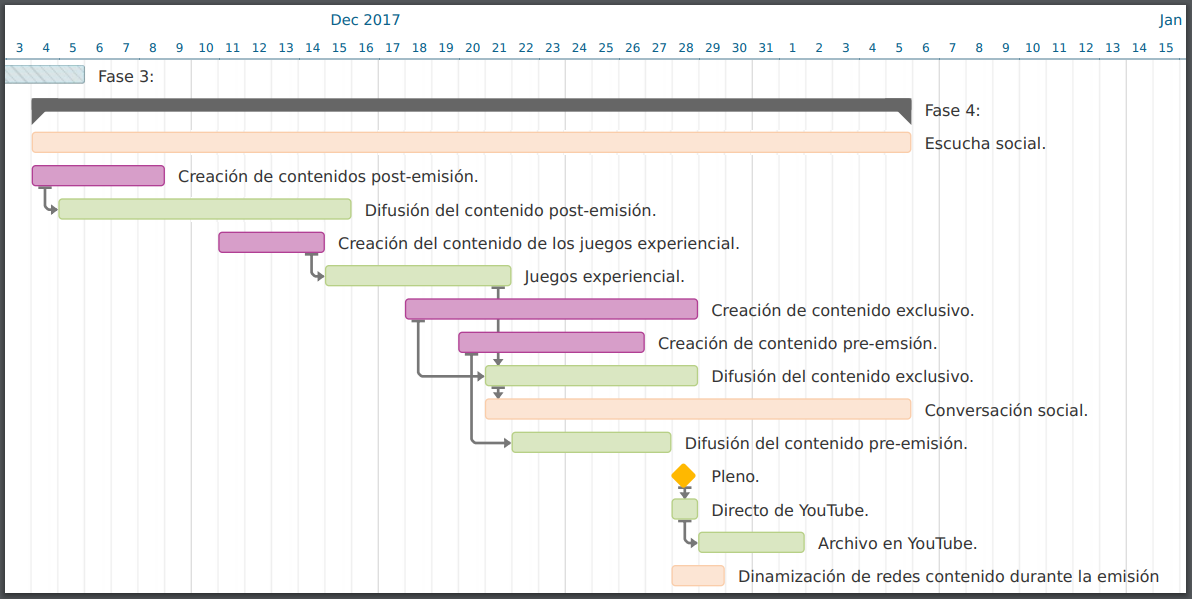 Dec 2017 Jan
3 4 5 6 7 8 9 10 11 12 13 14 15 16 17 18 19 20 21 22 23 24 25 26 27 28 29 30 31 1 2 3 4 5 6 7 8 9 10 11 12 13 14 15
Fase 3:
Fase 4:
Escucha social.
Creación de contenidos post-emisión.
Difusión del contenido post-emisión.
Creación del contenido de los juegos experiencial.
Juegos experiencial.
Creación de contenido exclusivo.
Creación de contenido pre-emsión.
Difusión del contenido exclusivo.
Conversación social.
Difusión del contenido pre-emisión.
Pleno.
Directo de YouTube.
Archivo en YouTube.
Dinamización de redes contenido durante la emisión